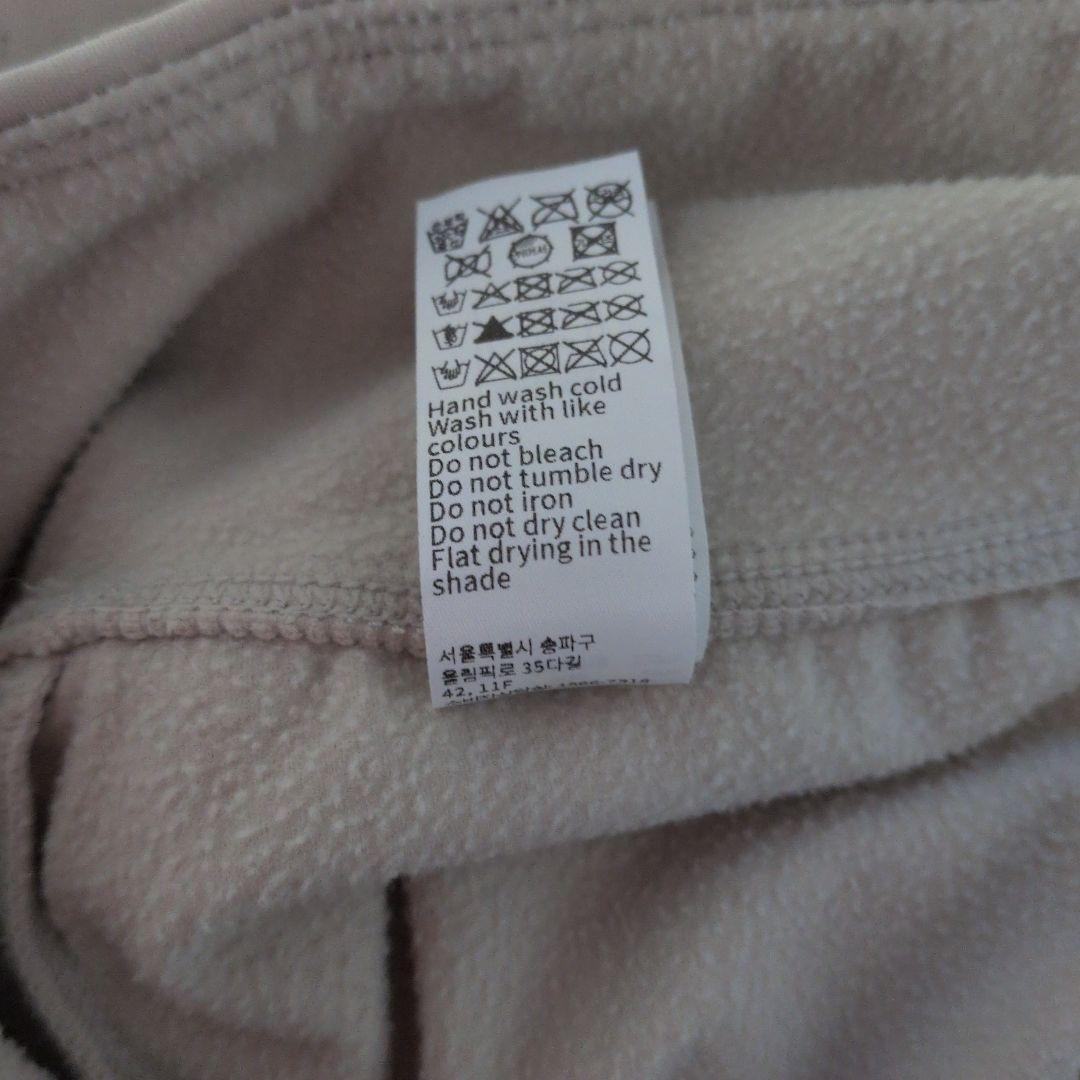 Hand wash cold
Wash with like
colours
Do not bleach
Do not tumble dry
Do not iron
Do not dry clean
Flat drying in the
shade
서울특별시 송파구
올림픽로 35다길
42, 11F